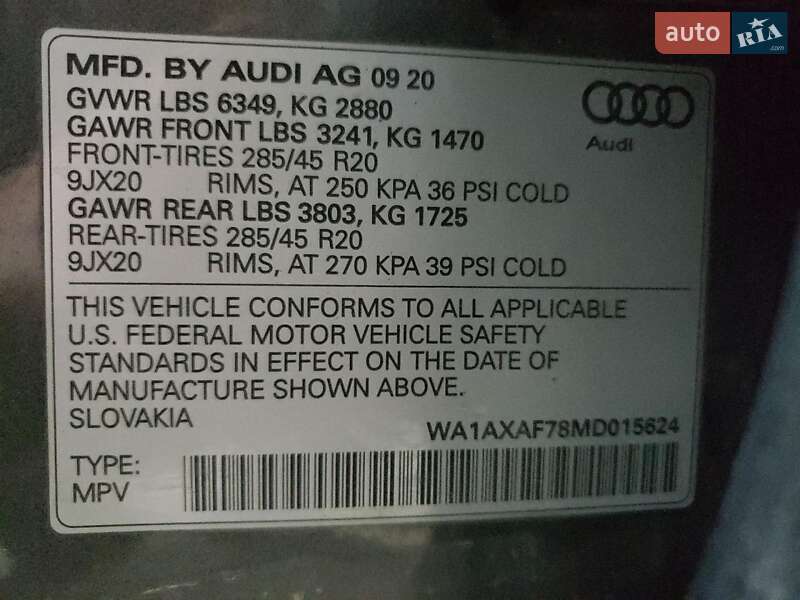 auto RIA .com
MFD. BY AUDI AG 09 20
GVWR LBS 6349, KG 2880
GAWR FRONT LBS 3241, KG 1470
FRONT-TIRES 285/45 R20
9JX20 RIMS, AT 250 KPA 36 PSI COLD
GAWR REAR LBS 3803, KG 1725
REAR-TIRES 285/45 R20
9JX20 RIMS, AT 270 KPA 39 PSI COLD
Audi
THIS VEHICLE CONFORMS TO ALL APPLICABLE
U.S. FEDERAL MOTOR VEHICLE SAFETY
STANDARDS IN EFFECT ON THE DATE OF
MANUFACTURE SHOWN ABOVE.
SLOVAKIA
WA1AXAF78MD015624
TYPE:
MPV